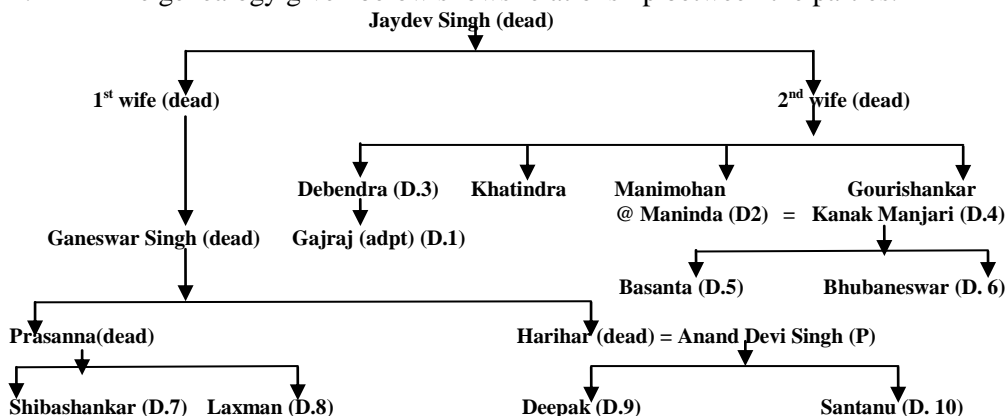 Jaydev Singh (dead)
1st wife (dead) 2nd wife (dead)
Debendra (D.3) Khatindra Manimohan Gourishankar
@ Maninda (D2) = Kanak Manjari (D.4)
Ganeswar Singh (dead) Gajraj (adpt) (D.1)
Basanta (D.5) Bhubaneswar (D. 6)
Prasanna(dead) Harihar (dead) = Anand Devi Singh (P)
Shibashankar (D.7) Laxman (D.8) Deepak (D.9) Santanu (D. 10)